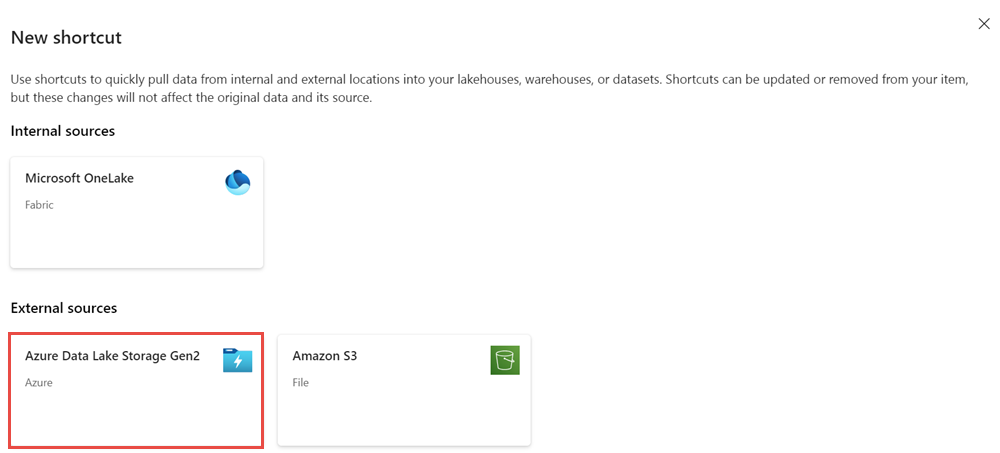 New shortcut
Use shortcuts to quickly pull data from internal and external locations into your lakehouses, warehouses, or datasets. Shortcuts can be updated or removed from your item,
but these changes will not affect the original data and its source.
Internal sources
Microsoft OneLake
Fabric
External sources
Azure Data Lake Storage Gen2
Azure
Amazon S3
File